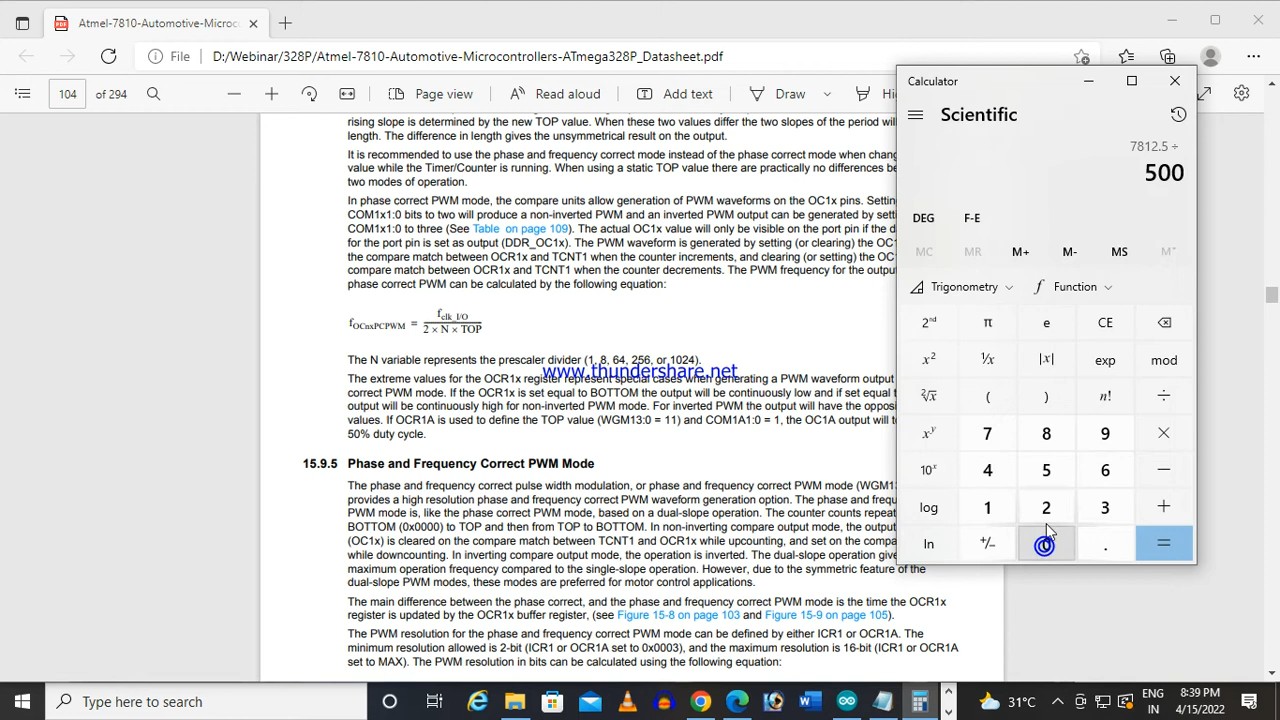 Atmel-7810-Automotive-Microc
File D:/Webinar/328P/Atmel-7810-Automotive-Microcontrollers-ATmega328P_Datasheet.pdf
104 of 294 Page view Read aloud Add text Draw
rising slope is determined by the new TOP value. When these two values differ the two slopes of the period will
length. The difference in length gives the unsymmetrical result on the output.
It is recommended to use the phase and frequency correct mode instead of the phase correct mode when chang
value while the Timer/Counter is running. When using a static TOP value there are practically no differences be
two modes of operation.
In phase correct PWM mode, the compare units allow generation of PWM waveforms on the OC1x pins. Settin
COM1x1:0 bits to two will produce a non-inverted PWM and an inverted PWM output can be generated by setti
COM1x1:0 to three (See Table on page 109). The actual OC1x value will only be visible on the port pin if the da
for the port pin is set as output (DDR_OC1x). The PWM waveform is generated by setting (or clearing) the OC1
the compare match between OCR1x and TCNT1 when the counter increments, and clearing (or setting) the OC
compare match between OCR1x and TCNT1 when the counter decrements. The PWM frequency for the output
phase correct PWM can be calculated by the following equation:
fOCnxPCPWM = fclk_I/O
2 × N × TOP
The N variable represents the prescaler divider (1, 8, 64, 256, or 1024).
www.thundershare.net
The extreme values for the OCR1x register represent special cases when generating a PWM waveform output
correct PWM mode. If the OCR1x is set equal to BOTTOM the output will be continuously low and if set equal t
output will be continuously high for non-inverted PWM mode. For inverted PWM the output will have the opposi
values. If OCR1A is used to define the TOP value (WGM13:0 = 11) and COM1A1:0 = 1, the OC1A output will to
50% duty cycle.
15.9.5 Phase and Frequency Correct PWM Mode
The phase and frequency correct pulse width modulation, or phase and frequency correct PWM mode (WGM13
provides a high resolution phase and frequency correct PWM waveform generation option. The phase and freq
PWM mode is, like the phase correct PWM mode, based on a dual-slope operation. The counter counts repeat
BOTTOM (0x0000) to TOP and then from TOP to BOTTOM. In non-inverting compare output mode, the output
(OC1x) is cleared on the compare match between TCNT1 and OCR1x while upcounting, and set on the compa
while downcounting. In inverting compare output mode, the operation is inverted. The dual-slope operation give
maximum operation frequency compared to the single-slope operation. However, due to the symmetric feature of the
dual-slope PWM modes, these modes are preferred for motor control applications.
The main difference between the phase correct, and the phase and frequency correct PWM mode is the time the OCR1x
register is updated by the OCR1x buffer register, (see Figure 15-8 on page 103 and Figure 15-9 on page 105).
The PWM resolution for the phase and frequency correct PWM mode can be defined by either ICR1 or OCR1A. The
minimum resolution allowed is 2-bit (ICR1 or OCR1A set to 0x0003), and the maximum resolution is 16-bit (ICR1 or OCR1A
set to MAX). The PWM resolution in bits can be calculated using the following equation:
Calculator
Scientific
7812.5 ÷
500
DEG F-E
MC MR M+ M- MS M˅
Trigonometry Function
2nd π e CE
x² ¹/x |x| exp mod
²√x ( ) n! ÷
xʸ 7 8 9 ×
10ˣ 4 5 6 −
log 1 2 3 +
ln +/− 0 . =
Type here to search 31°C ENG 8:39 PM
IN 4/15/2022